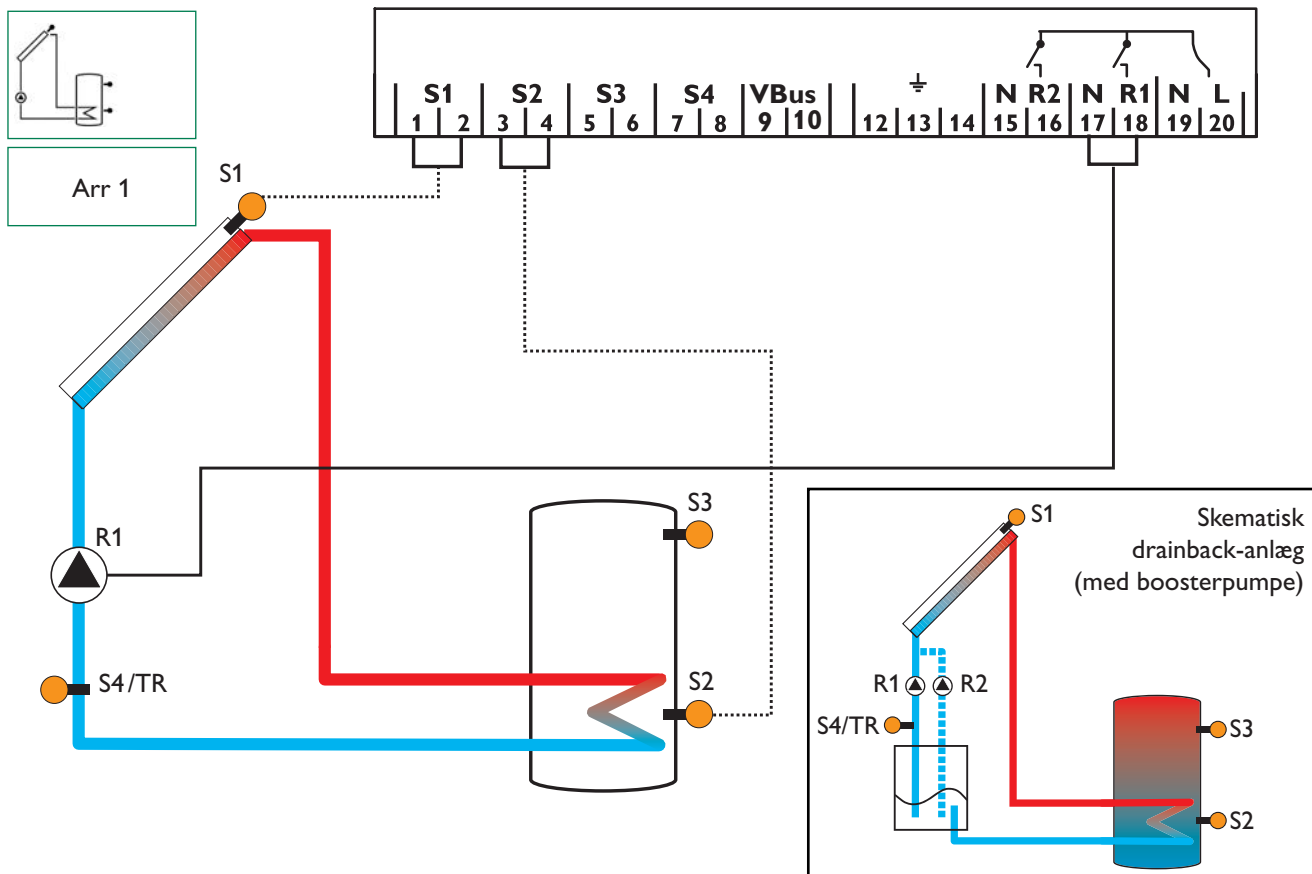 S1 S2 S3 S4 VBus N R2 N R1 N L
1 2 3 4 5 6 7 8 9 10 12 13 14 15 16 17 18 19 20
Arr 1
S1
R1
S4/TR
S3
S2
Skematisk
drainback-anlæg
(med boosterpumpe)
S1
R1
R2
S4/TR
S3
S2